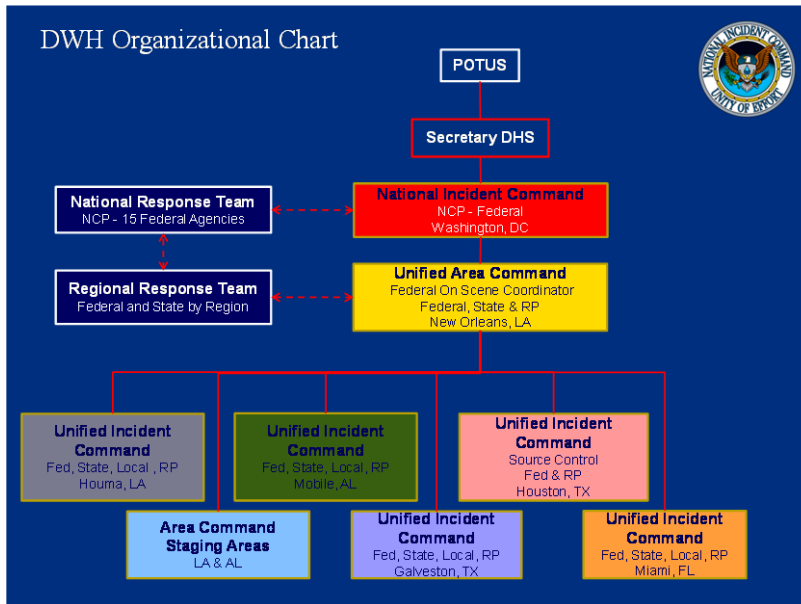 DWH Organizational Chart
NATIONAL INCIDENT COMMAND
UNITY OF EFFORT
POTUS
Secretary DHS
National Response Team
NCP - 15 Federal Agencies
National Incident Command
NCP - Federal
Washington, DC
Regional Response Team
Federal and State by Region
Unified Area Command
Federal On Scene Coordinator
Federal, State & RP
New Orleans, LA
Unified Incident
Command
Fed, State, Local , RP
Houma, LA
Unified Incident
Command
Fed, State, Local, RP
Mobile, AL
Unified Incident
Command
Source Control
Fed & RP
Houston, TX
Area Command
Staging Areas
LA & AL
Unified Incident
Command
Fed, State, Local, RP
Galveston, TX
Unified Incident
Command
Fed, State, Local, RP
Miami, FL